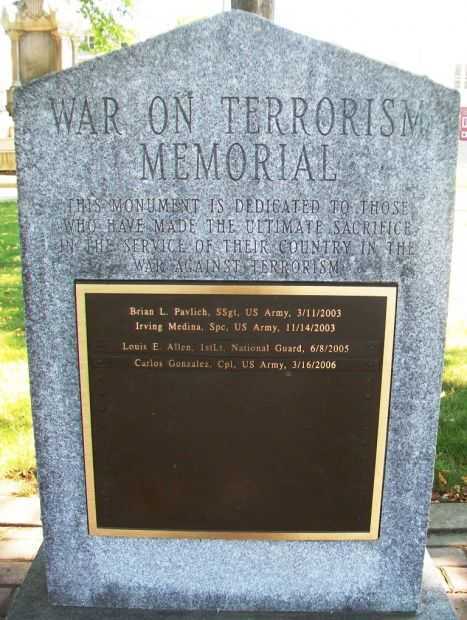 WAR ON TERRORISM
MEMORIAL
THIS MONUMENT IS DEDICATED TO THOSE
WHO HAVE MADE THE ULTIMATE SACRIFICE
IN THE SERVICE OF THEIR COUNTRY IN THE
WAR AGAINST TERRORISM
Brian L. Pavlich, SSgt, US Army, 3/11/2003
Irving Medina, Spc, US Army, 11/14/2003
Louis E. Allen, 1stLt, National Guard, 6/8/2005
Carlos Gonzalez, Cpl, US Army, 3/16/2006